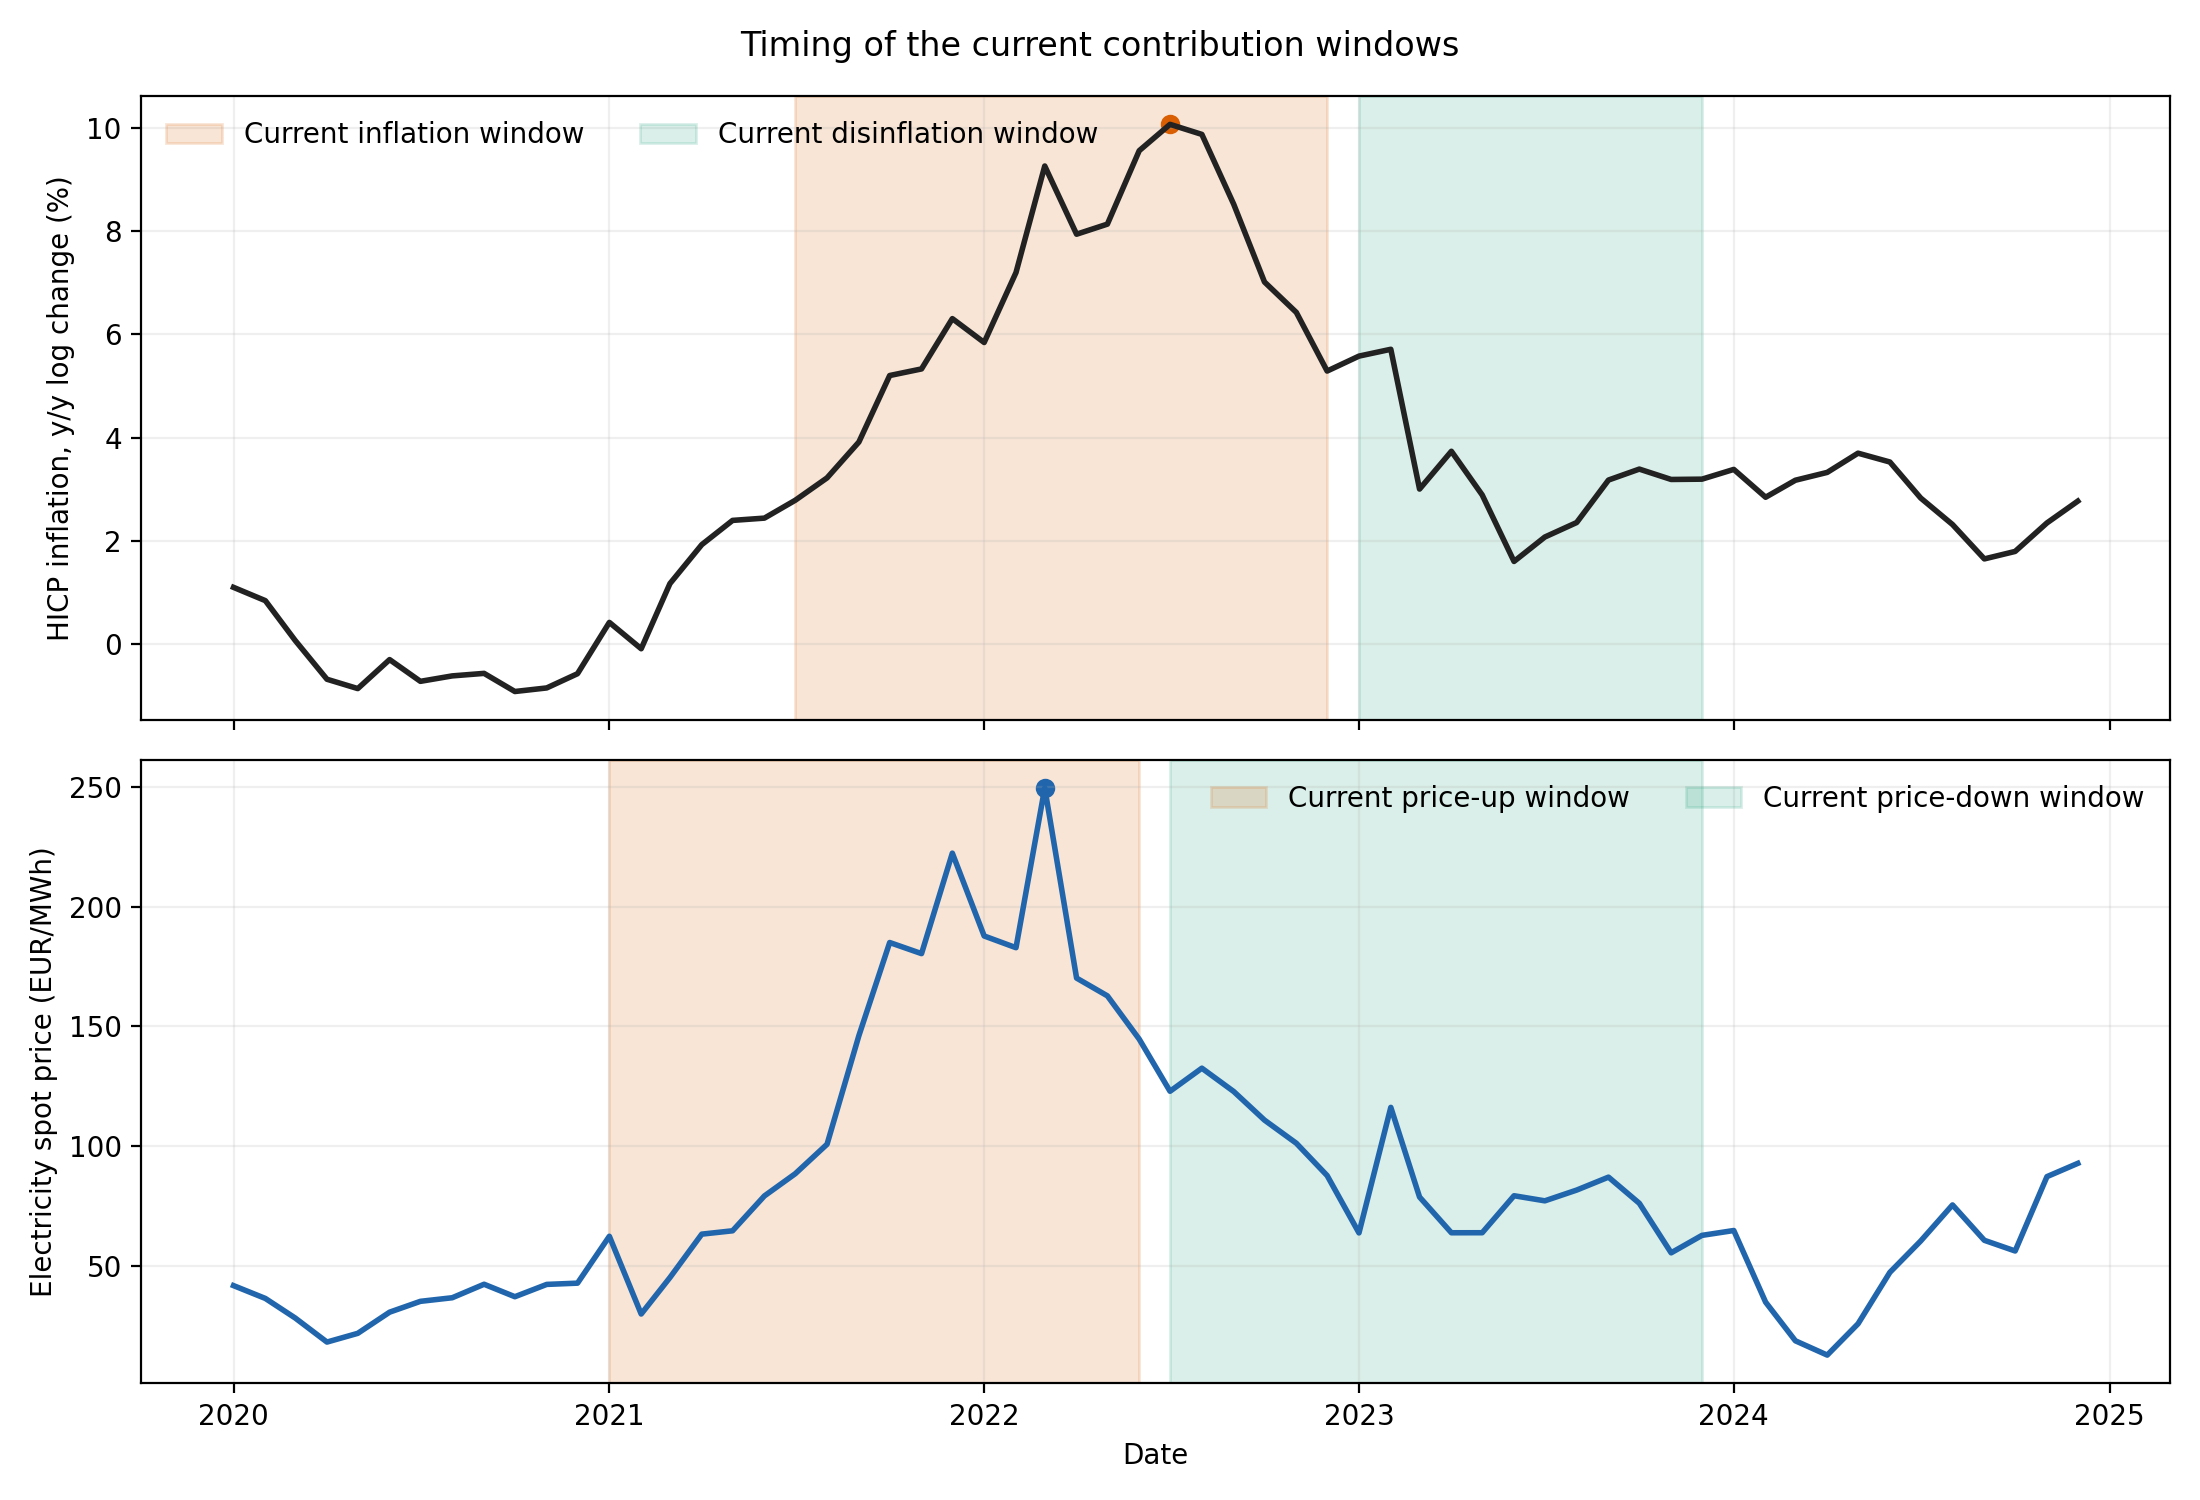 Timing of the current contribution windows
HICP inflation, y/y log change (%)
10
8
6
4
2
0
Current inflation window
Current disinflation window
Electricity spot price (EUR/MWh)
250
200
150
100
50
Current price-up window
Current price-down window
2020
2021
2022
2023
2024
2025
Date